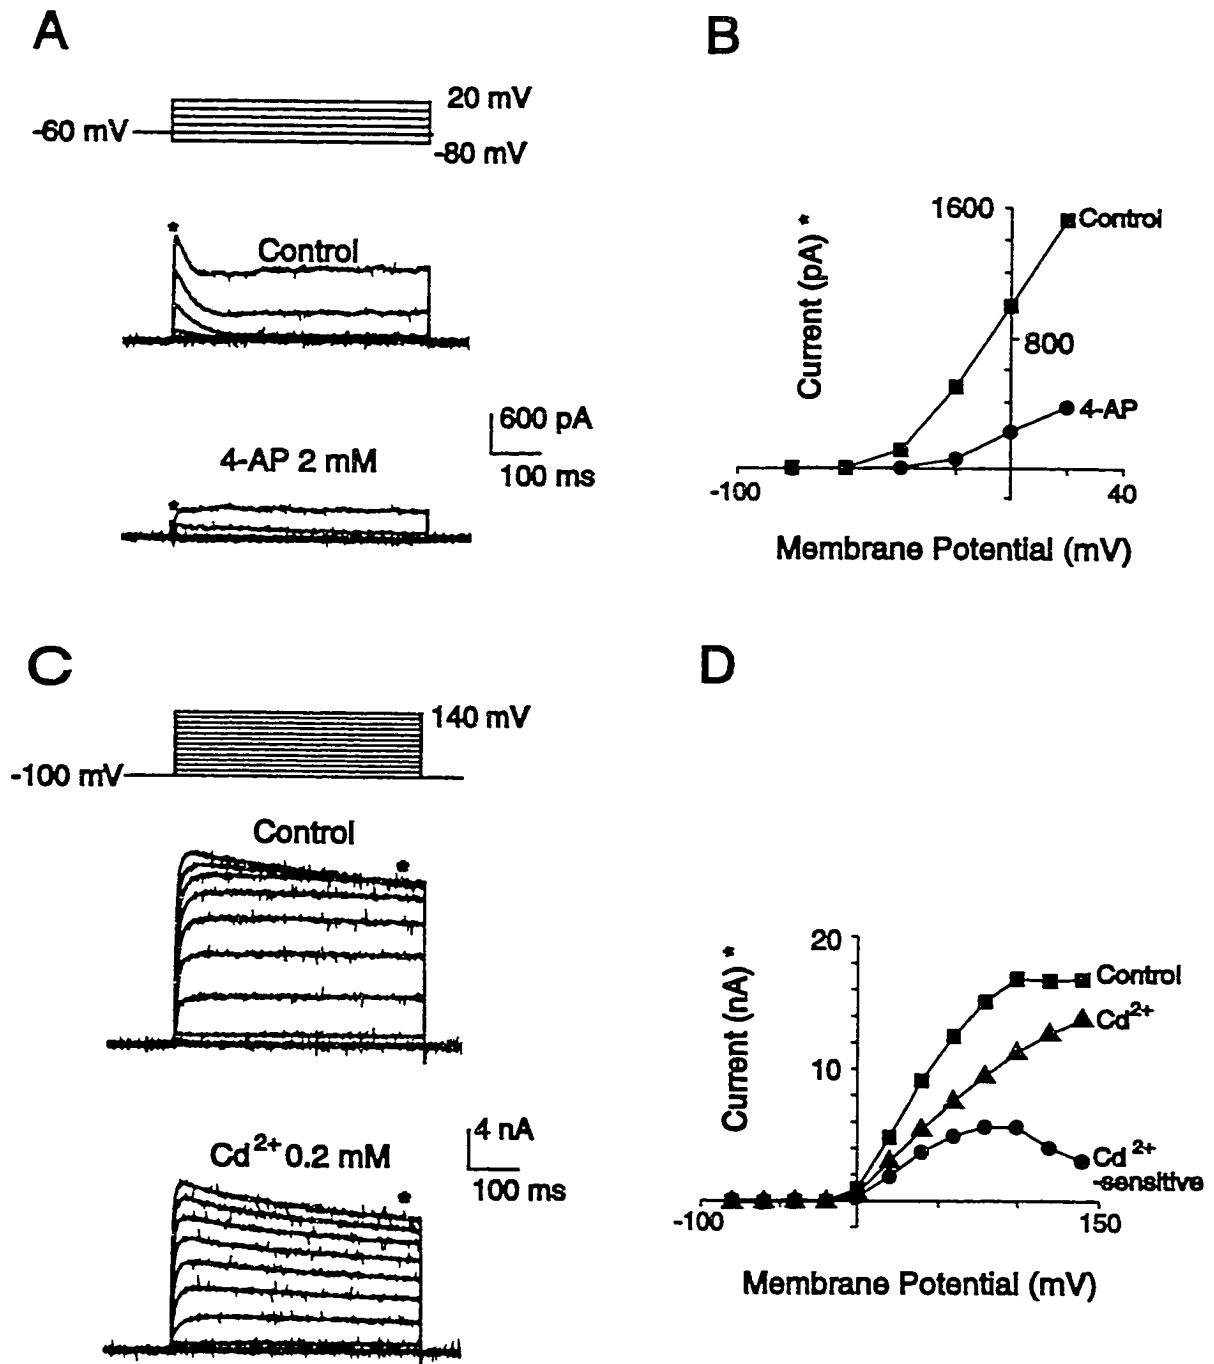 A
20 mV
-60 mV
-80 mV
*
Control
600 pA
100 ms
4-AP 2 mM
*
B
1600
Control
Current (pA) *
800
4-AP
-100
40
Membrane Potential (mV)
C
140 mV
-100 mV
Control
*
4 nA
Cd2+ 0.2 mM
100 ms
*
D
20
Control
Current (nA) *
Cd2+
10
Cd2+
-sensitive
-100
150
Membrane Potential (mV)